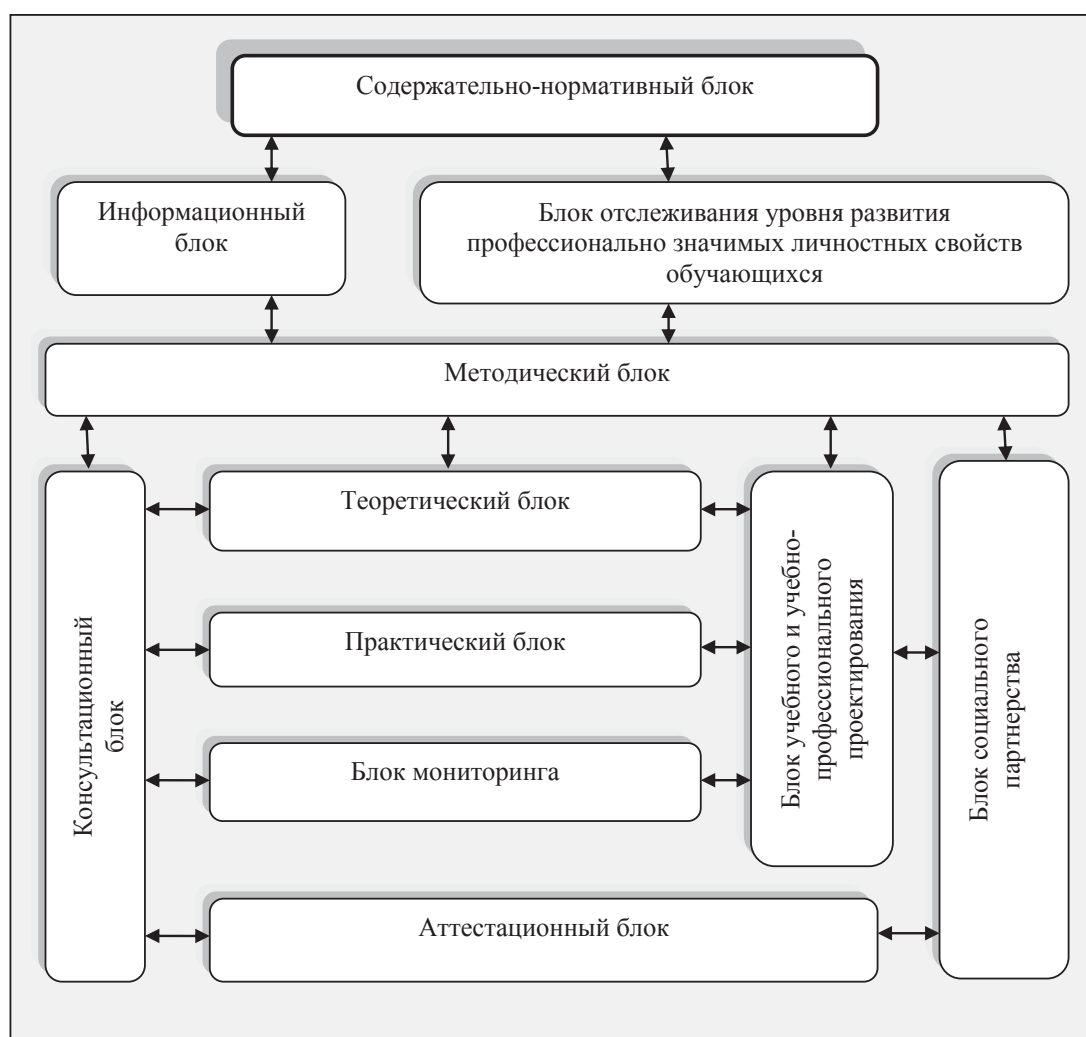 Содержательно-нормативный блок
Информационный
блок
Блок отслеживания уровня развития
профессионально значимых личностных свойств
обучающихся
Методический блок
Консультационный
блок
Теоретический блок
Практический блок
Блок мониторинга
Аттестационный блок
Блок учебного и учебно-
профессионального
проектирования
Блок социального
партнерства